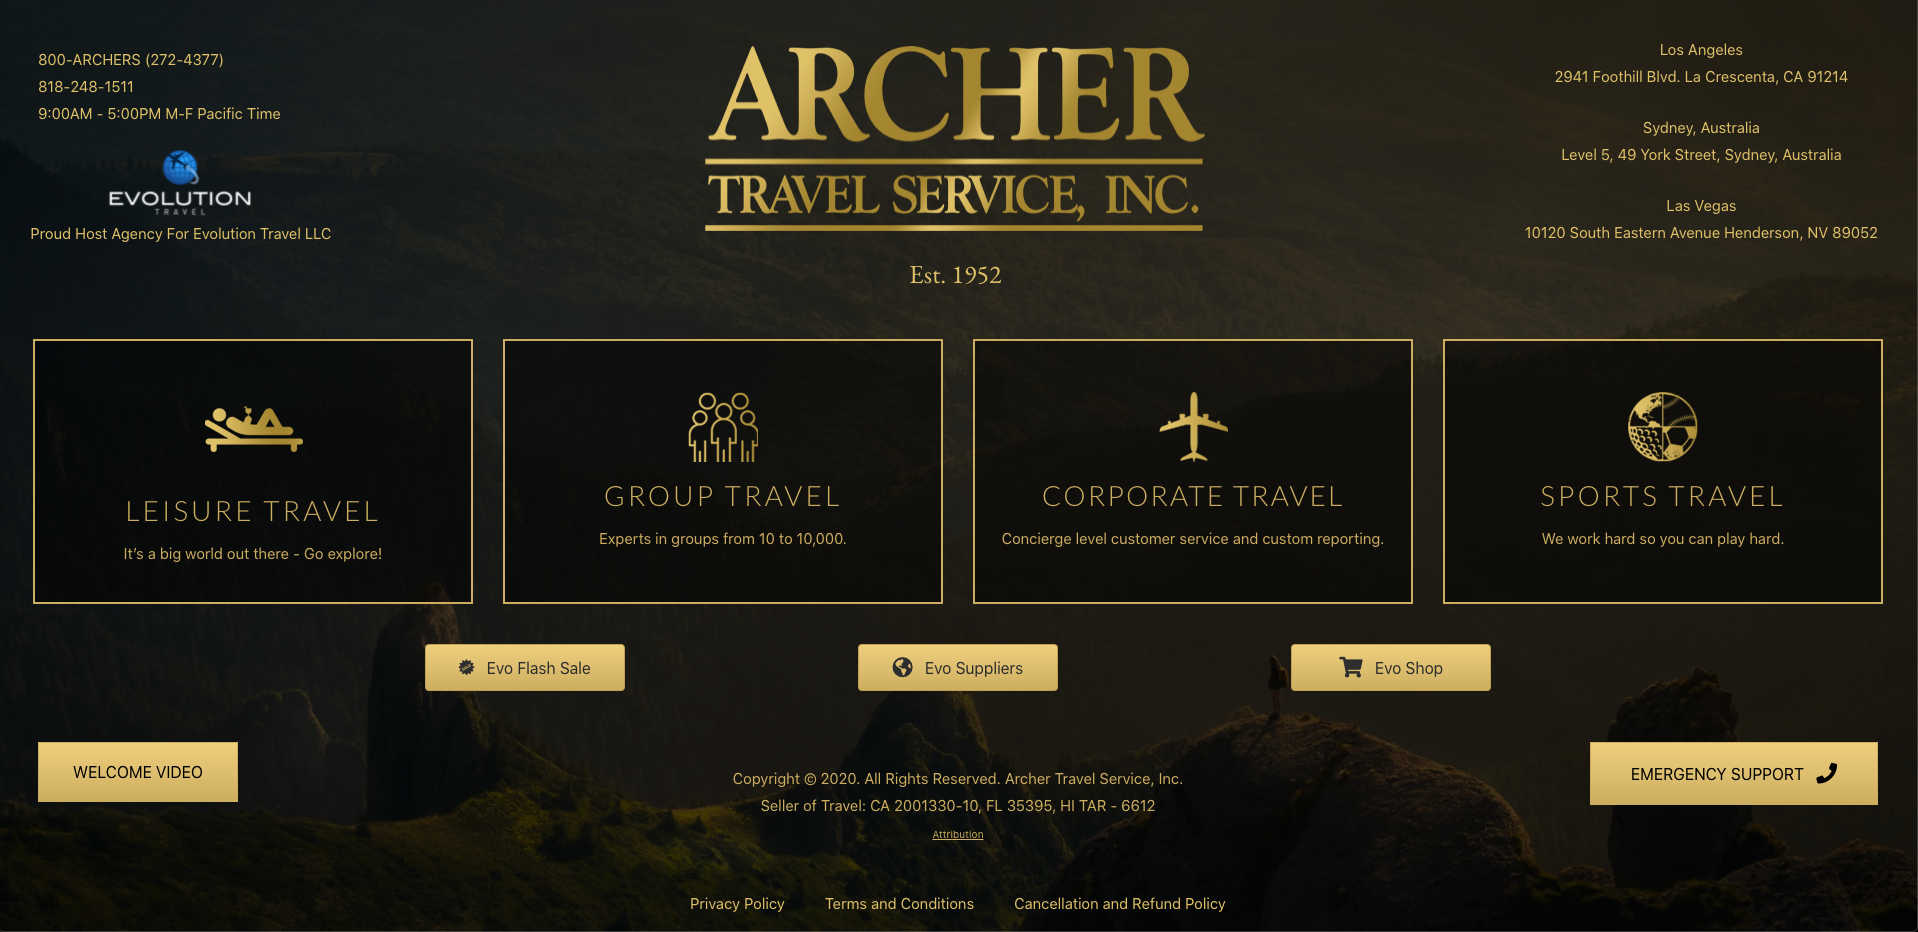 800-ARCHERS (272-4377)
818-248-1511
9:00AM - 5:00PM M-F Pacific Time
EVOLUTION
TRAVEL
Proud Host Agency For Evolution Travel LLC
ARCHER
TRAVEL SERVICE, INC.
Est. 1952
Los Angeles
2941 Foothill Blvd. La Crescenta, CA 91214
Sydney, Australia
Level 5, 49 York Street, Sydney, Australia
Las Vegas
10120 South Eastern Avenue Henderson, NV 89052
LEISURE TRAVEL
It's a big world out there - Go explore!
GROUP TRAVEL
Experts in groups from 10 to 10,000.
CORPORATE TRAVEL
Concierge level customer service and custom reporting.
SPORTS TRAVEL
We work hard so you can play hard.
Evo Flash Sale
Evo Suppliers
Evo Shop
WELCOME VIDEO
Copyright © 2020. All Rights Reserved. Archer Travel Service, Inc.
Seller of Travel: CA 2001330-10, FL 35395, HI TAR - 6612
Attribution
EMERGENCY SUPPORT
Privacy Policy
Terms and Conditions
Cancellation and Refund Policy